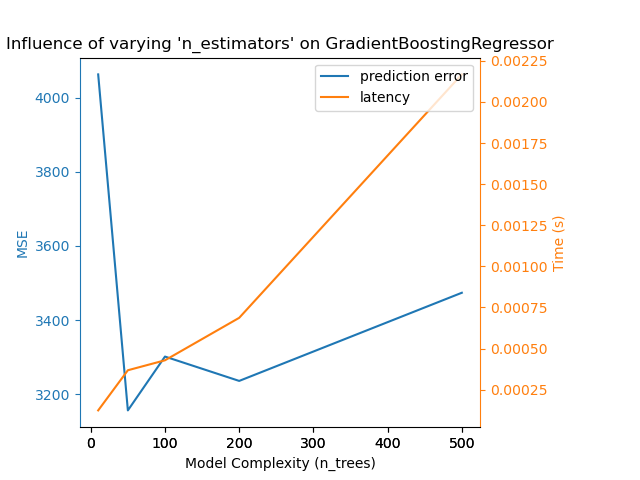 Influence of varying 'n_estimators' on GradientBoostingRegressor
prediction error
latency
4000
3800
3600
3400
3200
MSE
0.00225
0.00200
0.00175
0.00150
0.00125
0.00100
0.00075
0.00050
0.00025
Time (s)
0 100 200 300 400 500
Model Complexity (n_trees)